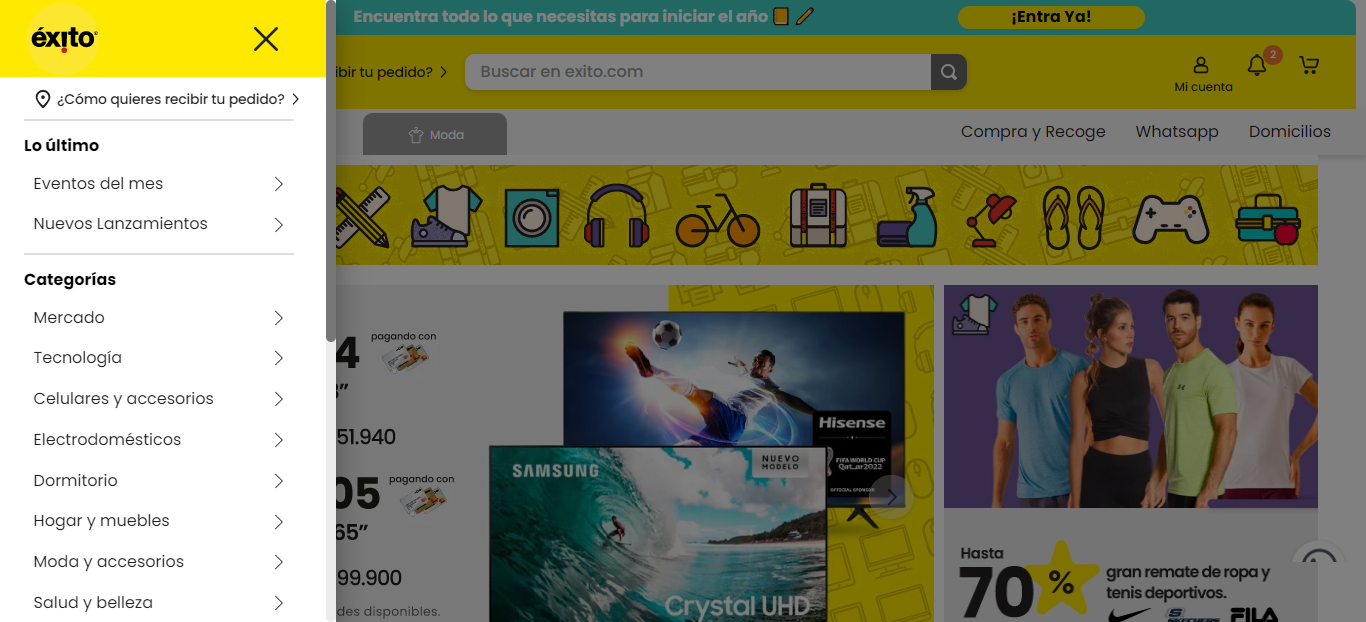 éxito
¿Cómo quieres recibir tu pedido?
Lo último
Eventos del mes
Nuevos Lanzamientos
Categorías
Mercado
Tecnología
Celulares y accesorios
Electrodomésticos
Dormitorio
Hogar y muebles
Moda y accesorios
Salud y belleza
Encuentra todo lo que necesitas para iniciar el año
¡Entra Ya!
ibir tu pedido?
Buscar en exito.com
Mi cuenta
2
Moda
Compra y Recoge
Whatsapp
Domicilios
4
pagando con
51.940
05
pagando con
65”
99.900
des disponibles.
Hisense
FIFA WORLD CUP
Qatar2022
OFFICIAL SPONSOR
SAMSUNG
NUEVO
MODELO
Crystal UHD
Hasta
70%
gran remate de ropa y
tenis deportivos.
SKECHERS
FILA